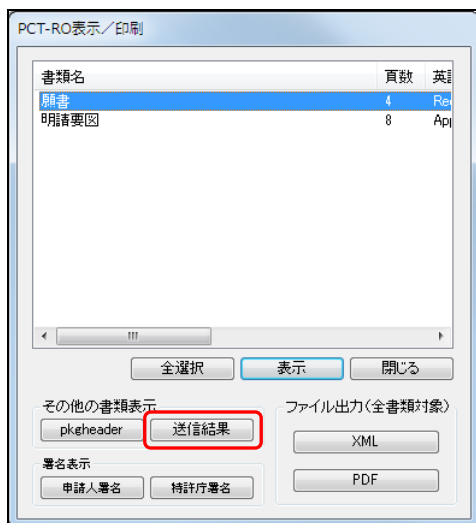 PCT-RO表示／印刷
書類名 頁数
願書 4
明請要図 8
全選択 表示 閉じる
その他の書類表示 ファイル出力(全書類対象)
pkgheader 送信結果 XML
署名表示
申請人署名 特許庁署名 PDF